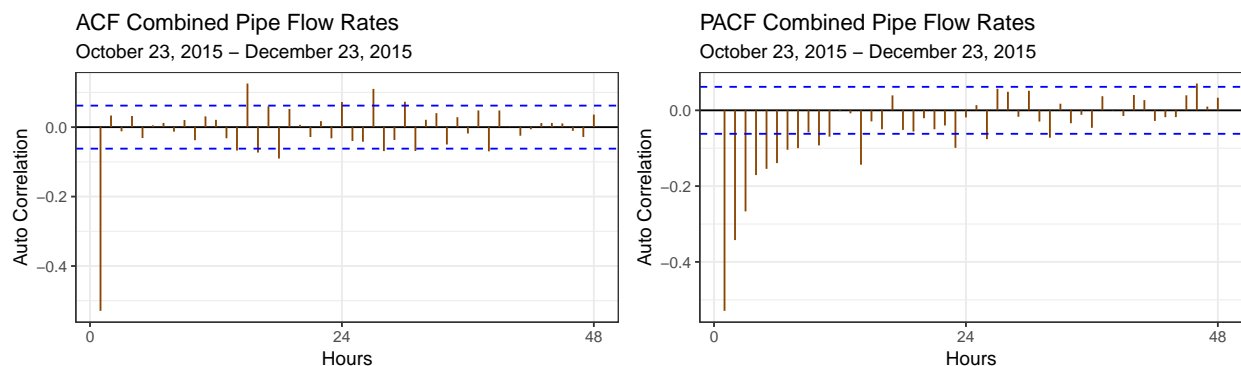 ACF Combined Pipe Flow Rates
October 23, 2015 – December 23, 2015
Auto Correlation
0.0
−0.2
−0.4
0
24
48
Hours
PACF Combined Pipe Flow Rates
October 23, 2015 – December 23, 2015
Auto Correlation
0.0
−0.2
−0.4
0
24
48
Hours